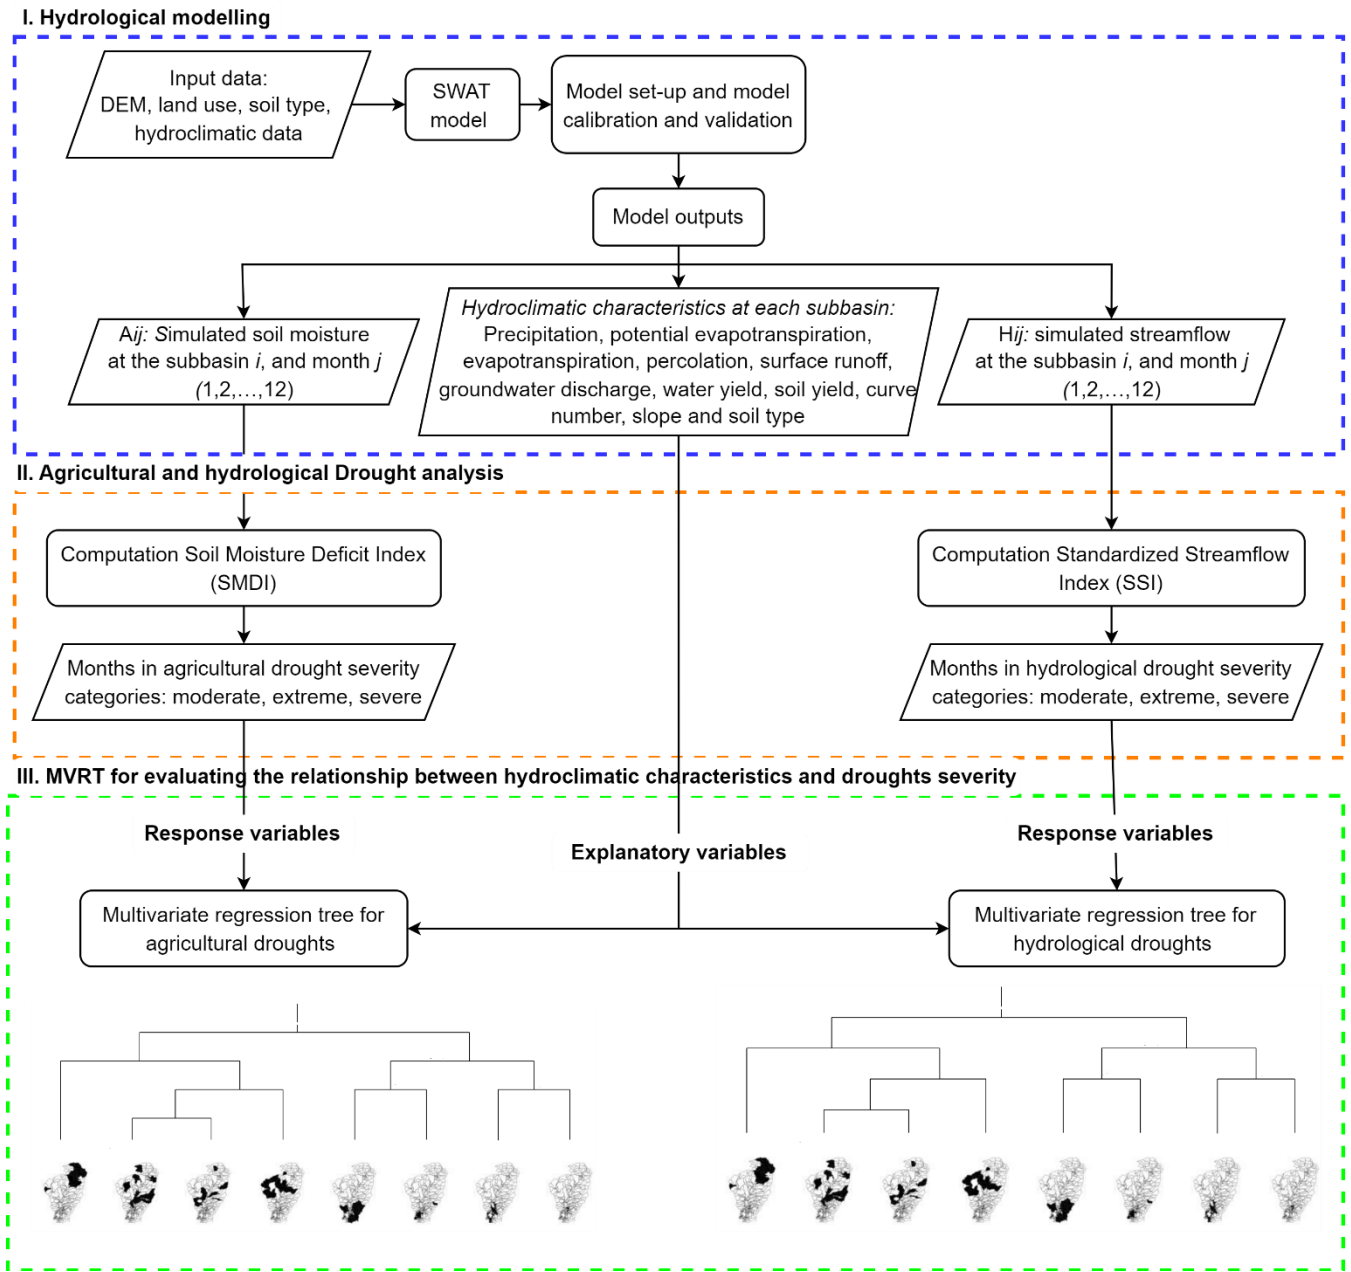 I. Hydrological modelling
Input data:
DEM, land use, soil type,
hydroclimatic data
SWAT
model
Model set-up and model
calibration and validation
Model outputs
Aij: Simulated soil moisture
at the subbasin i, and month j
(1,2,...,12)
Hydroclimatic characteristics at each subbasin:
Precipitation, potential evapotranspiration,
evapotranspiration, percolation, surface runoff,
groundwater discharge, water yield, soil yield, curve
number, slope and soil type
Hij: simulated streamflow
at the subbasin i, and month j
(1,2,...,12)
II. Agricultural and hydrological Drought analysis
Computation Soil Moisture Deficit Index
(SMDI)
Computation Standardized Streamflow
Index (SSI)
Months in agricultural drought severity
categories: moderate, extreme, severe
Months in hydrological drought severity
categories: moderate, extreme, severe
III. MVRT for evaluating the relationship between hydroclimatic characteristics and droughts severity
Response variables
Explanatory variables
Response variables
Multivariate regression tree for
agricultural droughts
Multivariate regression tree for
hydrological droughts